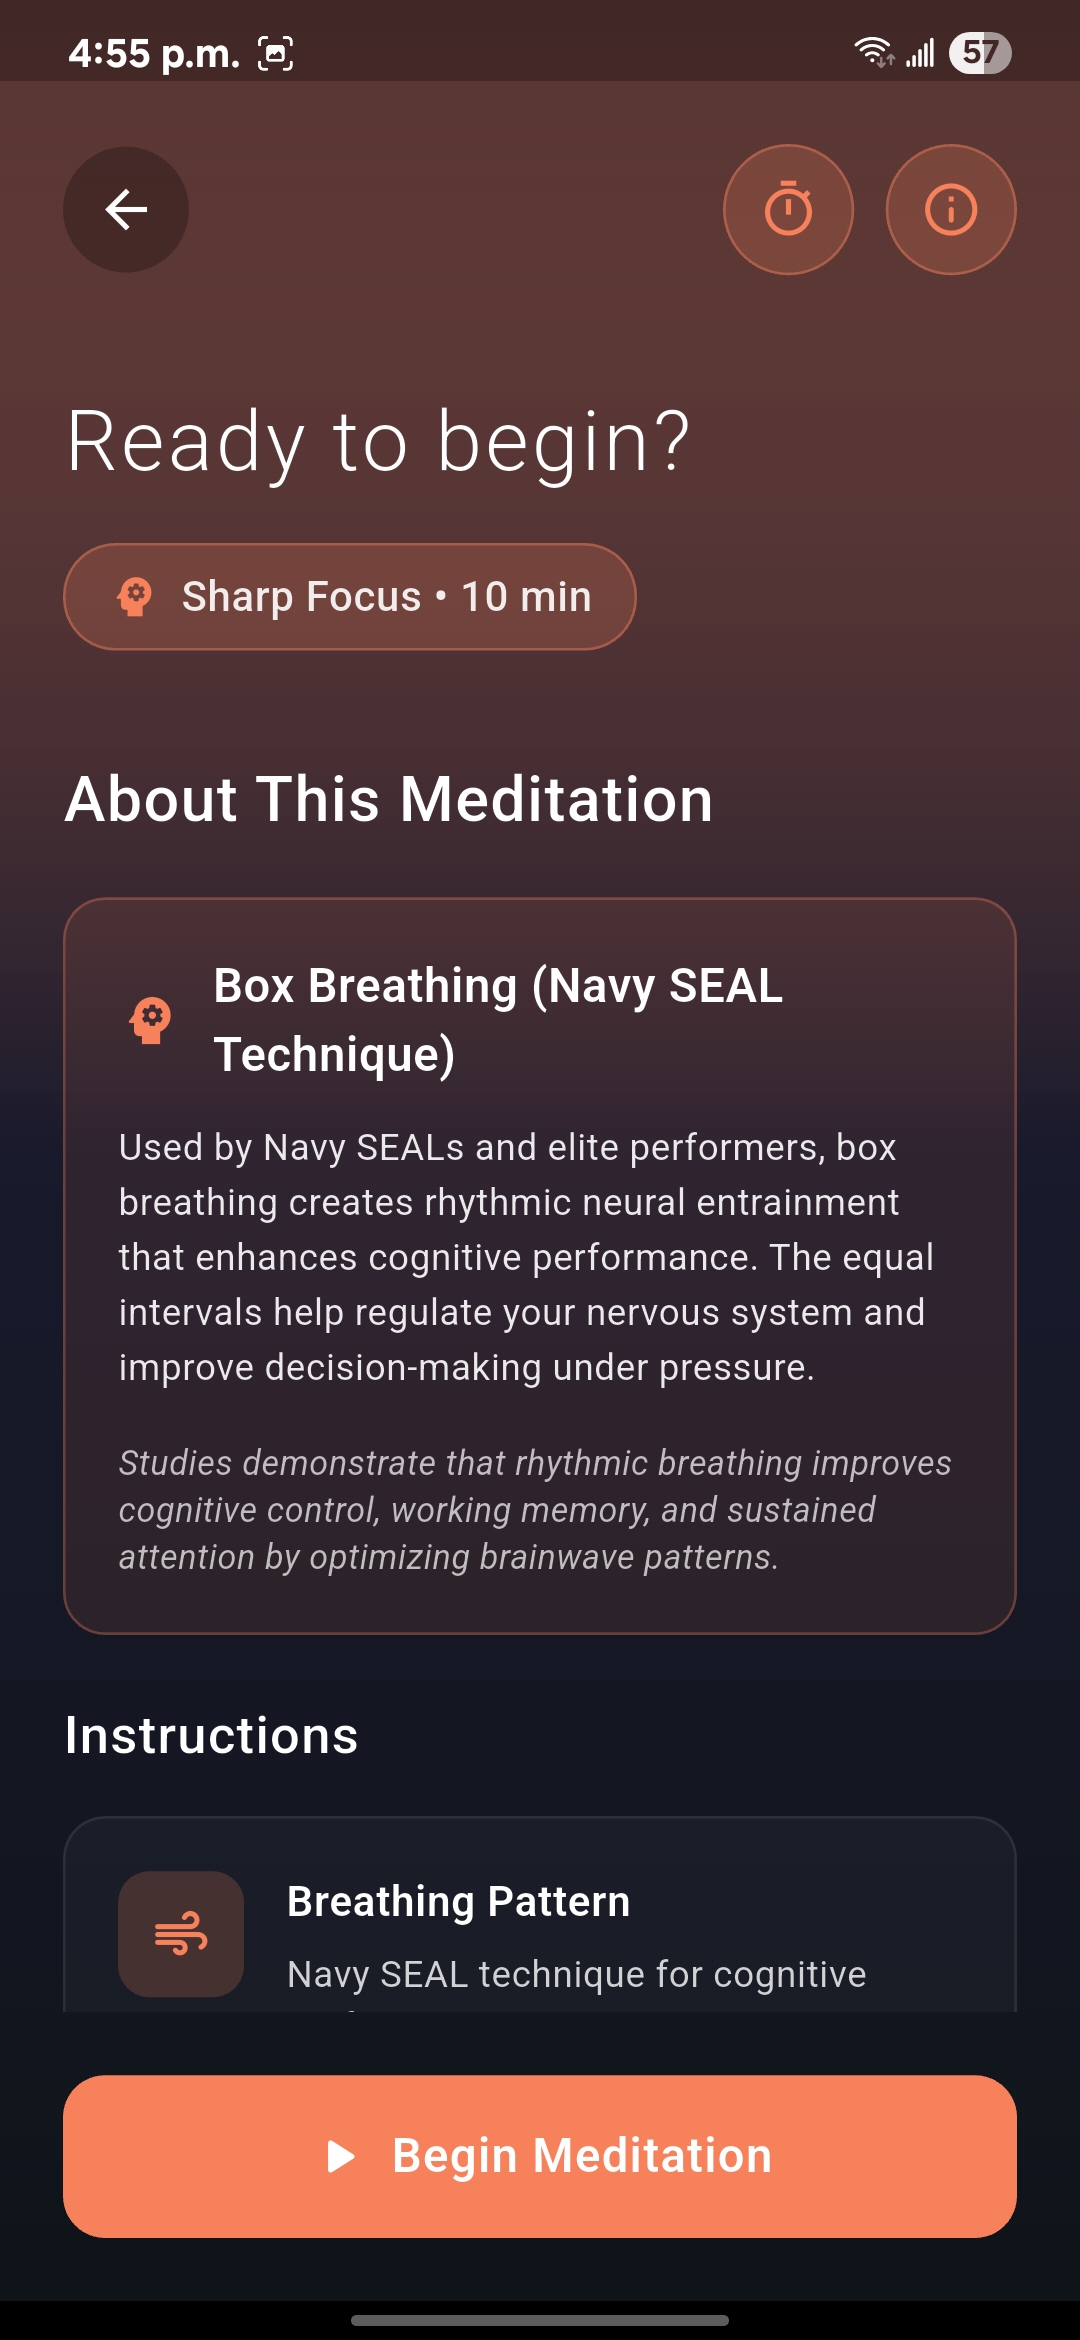 4:55 p.m.
57
Ready to begin?
Sharp Focus • 10 min
About This Meditation
Box Breathing (Navy SEAL
Technique)
Used by Navy SEALs and elite performers, box
breathing creates rhythmic neural entrainment
that enhances cognitive performance. The equal
intervals help regulate your nervous system and
improve decision-making under pressure.
Studies demonstrate that rhythmic breathing improves
cognitive control, working memory, and sustained
attention by optimizing brainwave patterns.
Instructions
Breathing Pattern
Navy SEAL technique for cognitive
Begin Meditation